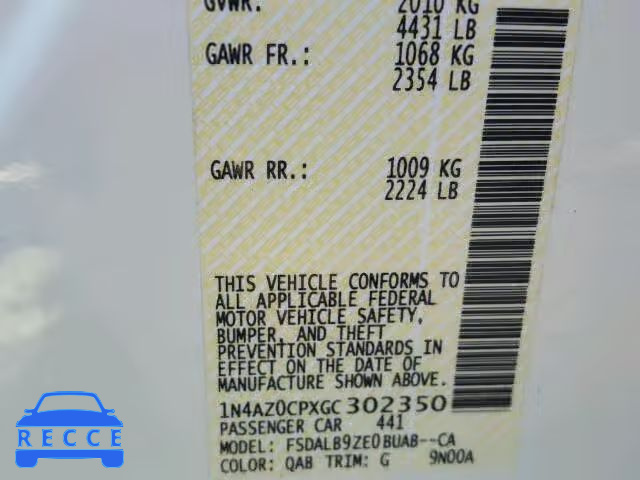 GVWR: 2010 KG
4431 LB
GAWR FR.: 1068 KG
2354 LB
GAWR RR.: 1009 KG
2224 LB
THIS VEHICLE CONFORMS TO
ALL APPLICABLE FEDERAL
MOTOR VEHICLE SAFETY,
BUMPER, AND THEFT
PREVENTION STANDARDS IN
EFFECT ON THE DATE OF
MANUFACTURE SHOWN ABOVE.
1N4AZ0CPXGC302350
PASSENGER CAR 441
MODEL: FSDALB9ZE0BUAB--CA
COLOR: QAB TRIM: G 9N00A
RECCE